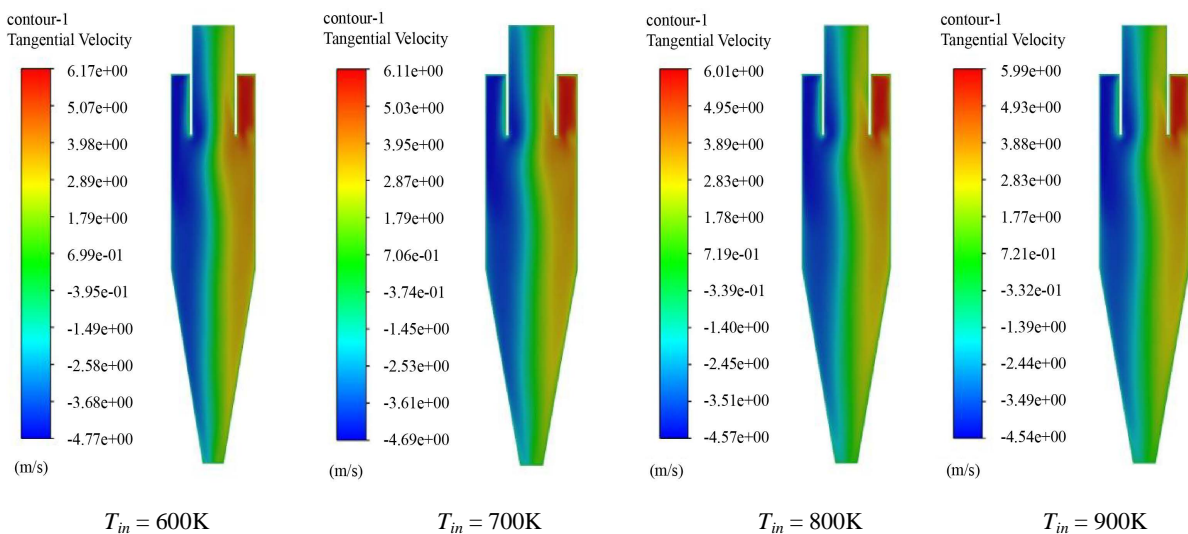 contour-1
Tangential Velocity
6.17e+00
5.07e+00
3.98e+00
2.89e+00
1.79e+00
6.99e-01
-3.95e-01
-1.49e+00
-2.58e+00
-3.68e+00
-4.77e+00
(m/s)
T_in = 600K
contour-1
Tangential Velocity
6.11e+00
5.03e+00
3.95e+00
2.87e+00
1.79e+00
7.06e-01
-3.74e-01
-1.45e+00
-2.53e+00
-3.61e+00
-4.69e+00
(m/s)
T_in = 700K
contour-1
Tangential Velocity
6.01e+00
4.95e+00
3.88e+00
2.83e+00
1.78e+00
7.19e-01
-3.39e-01
-1.40e+00
-2.45e+00
-3.51e+00
-4.57e+00
(m/s)
T_in = 800K
contour-1
Tangential Velocity
5.99e+00
4.93e+00
3.88e+00
2.83e+00
1.77e+00
7.21e-01
-3.32e-01
-1.39e+00
-2.44e+00
-3.49e+00
-4.54e+00
(m/s)
T_in = 900K